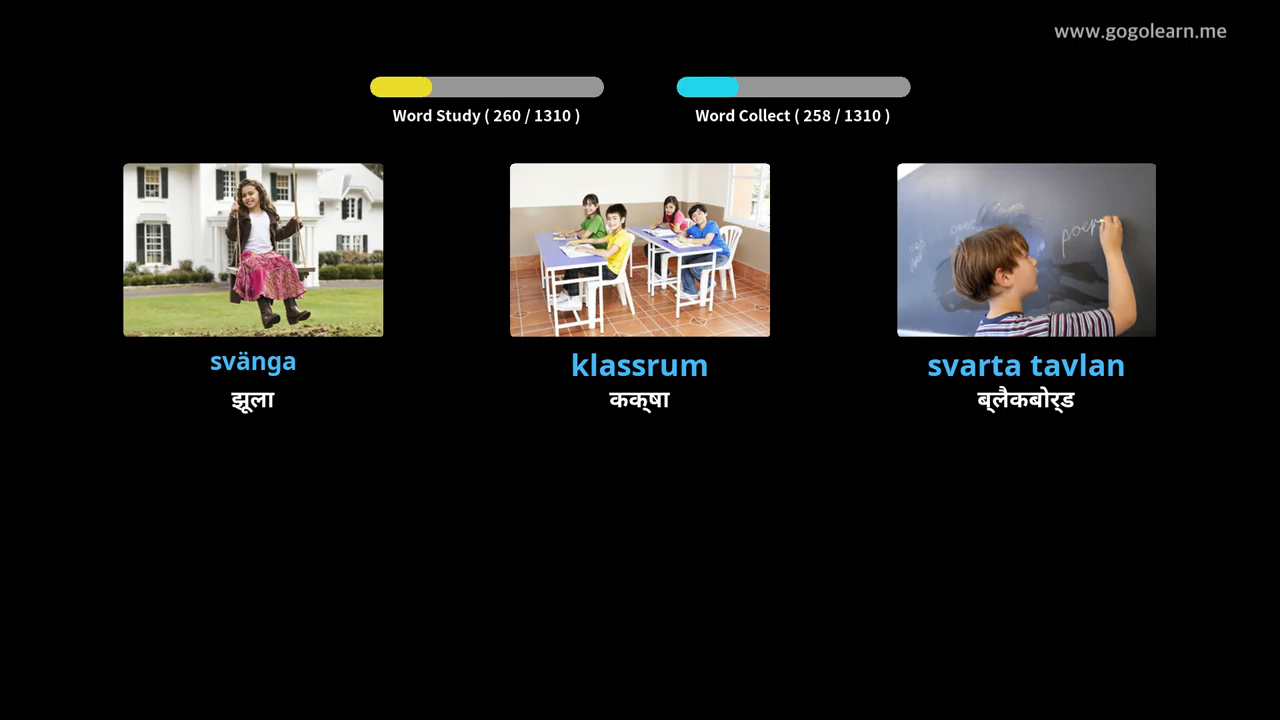 www.gogolearn.me
Word Study ( 260 / 1310 )
Word Collect ( 258 / 1310 )
svänga
klassrum
svarta tavlan
झूला
कक्षा
ब्लैकबोर्ड